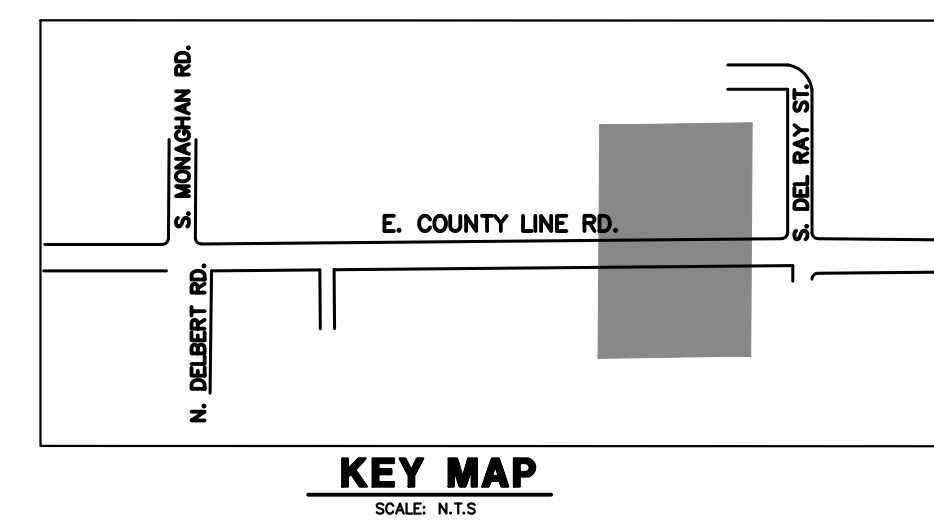 S. MONAGHAN RD.
S. DEL RAY ST.
E. COUNTY LINE RD.
N. DELBERT RD.
KEY MAP
SCALE: N.T.S